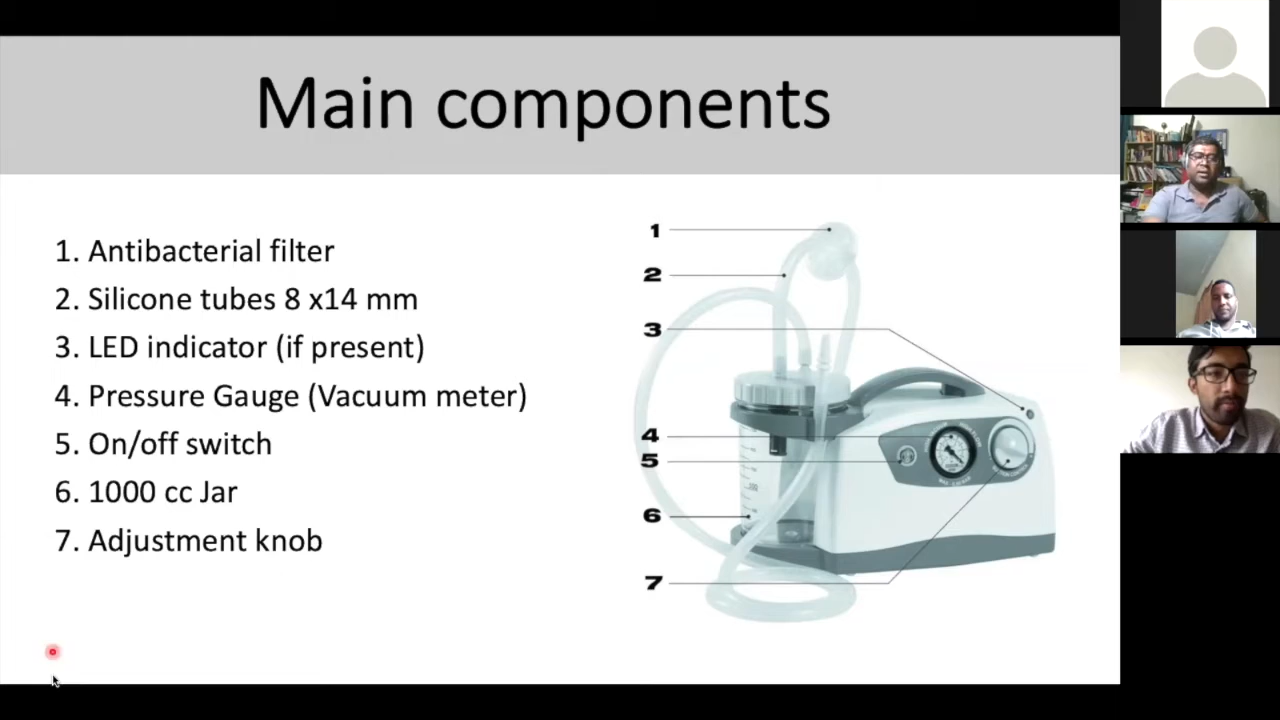 Main components
1. Antibacterial filter
2. Silicone tubes 8 x14 mm
3. LED indicator (if present)
4. Pressure Gauge (Vacuum meter)
5. On/off switch
6. 1000 cc Jar
7. Adjustment knob
1
2
3
4
5
6
7